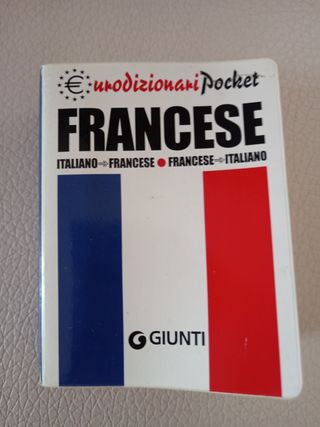 €urodizionari Pocket
FRANCESE
ITALIANO➾FRANCESE ● FRANCESE➾ITALIANO
GIUNTI